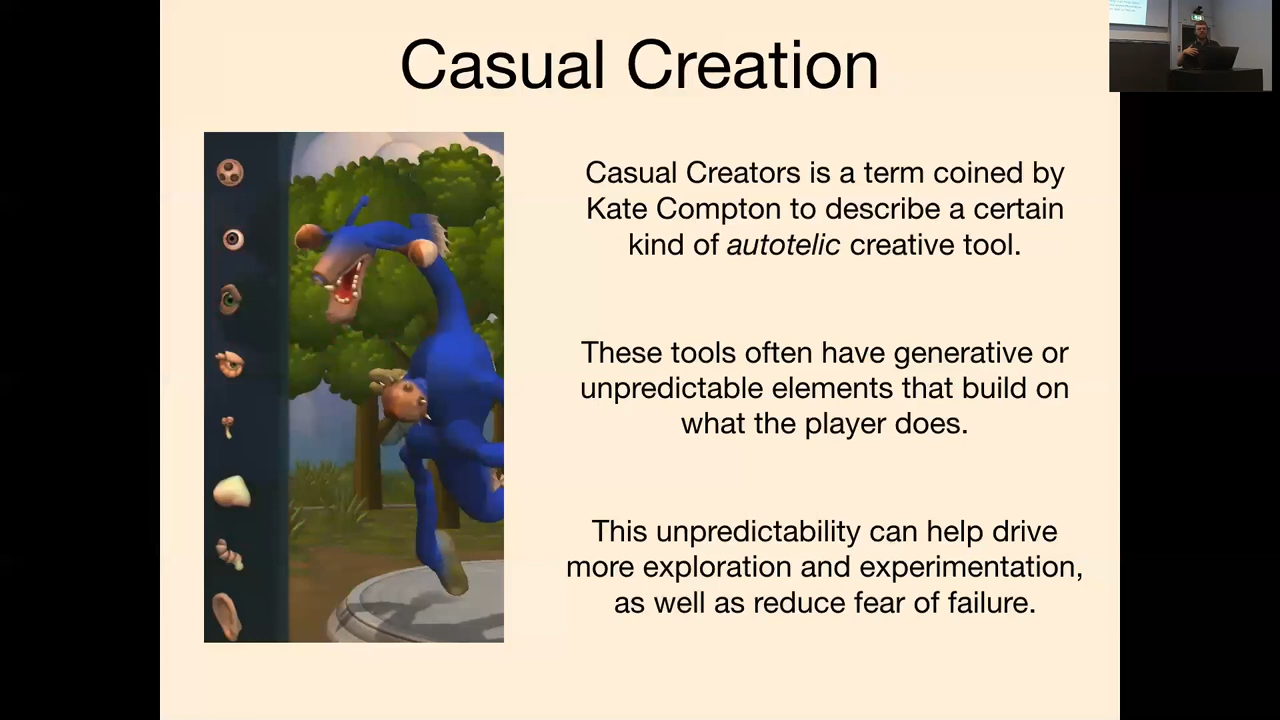 Casual Creation
Casual Creators is a term coined by
Kate Compton to describe a certain
kind of autotelic creative tool.
These tools often have generative or
unpredictable elements that build on
what the player does.
This unpredictability can help drive
more exploration and experimentation,
as well as reduce fear of failure.